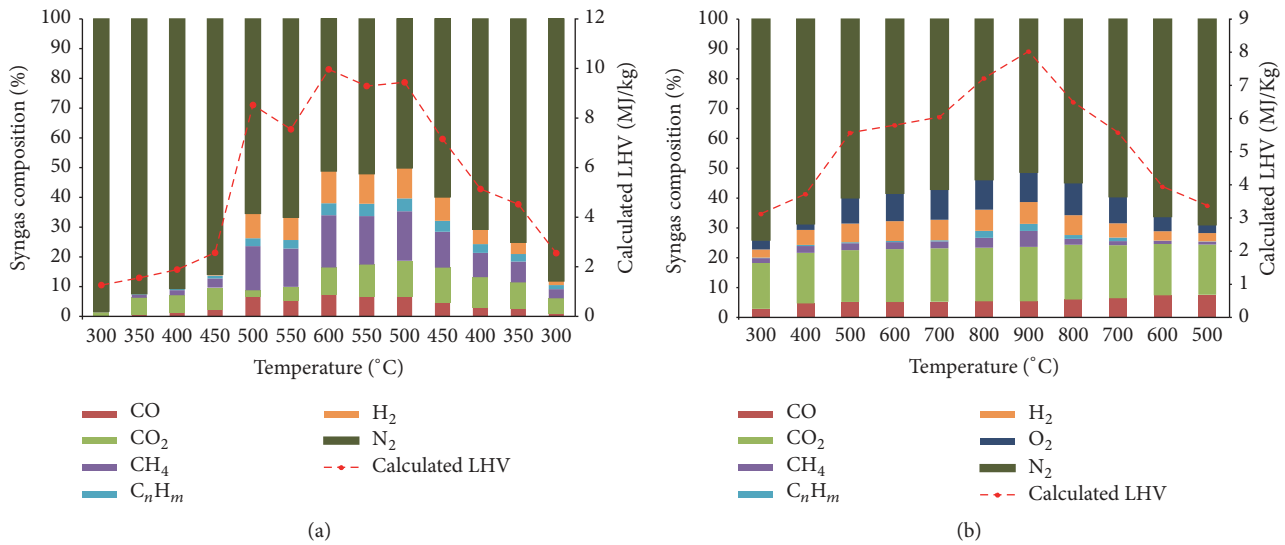 Syngas composition (%)
100
90
80
70
60
50
40
30
20
10
0
12
10
8
6
4
2
0
Calculated LHV (MJ/kg)
300 350 400 450 500 550 600 550 500 450 400 350 300
Temperature (°C)
CO
CO₂
CH₄
CₙHₘ
H₂
N₂
Calculated LHV
(a)
Syngas composition (%)
100
90
80
70
60
50
40
30
20
10
0
9
8
7
6
5
4
3
2
1
0
Calculated LHV (MJ/Kg)
300 400 500 600 700 800 900 800 700 600 500
Temperature (°C)
CO
CO₂
CH₄
CₙHₘ
H₂
O₂
N₂
Calculated LHV
(b)